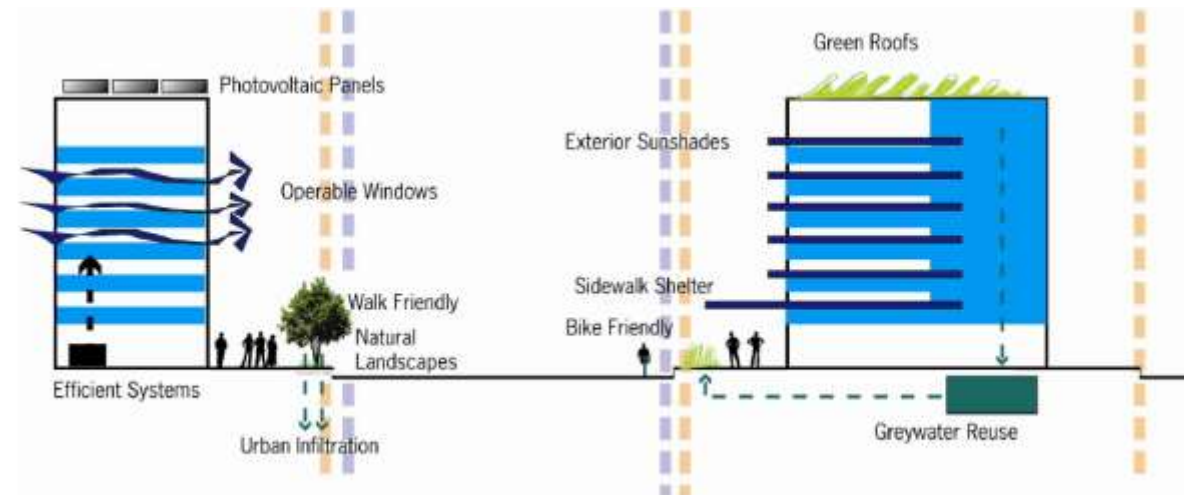 Green Roofs
Photovoltaic Panels
Exterior Sunshades
Operable Windows
Sidewalk Shelter
Walk Friendly
Bike Friendly
Natural
Landscapes
Efficient Systems
Greywater Reuse
Urban Infiltration